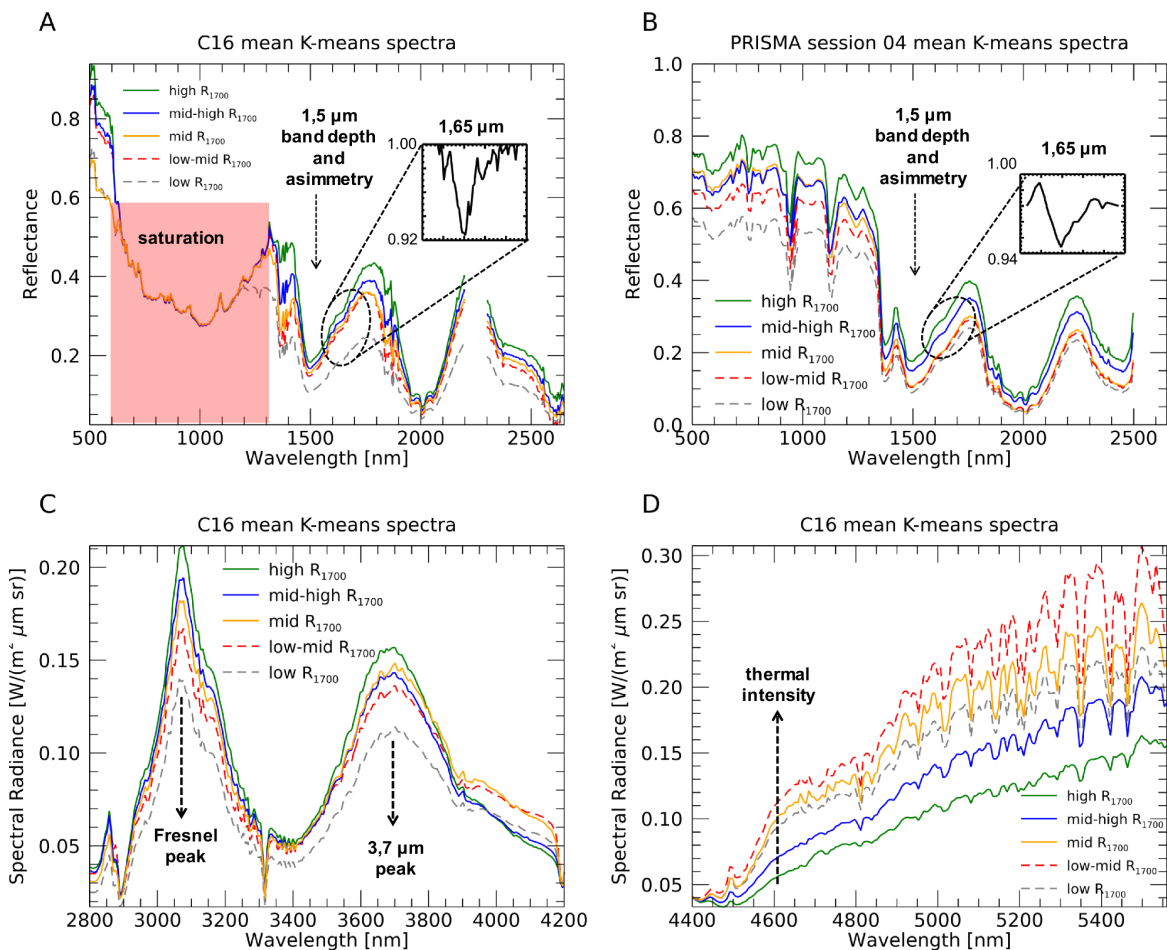 A
C16 mean K-means spectra
Reflectance
0.8
0.6
0.4
0.2
high R1700
mid-high R1700
mid R1700
low-mid R1700
low R1700
saturation
1,5 µm
band depth
and
asimmetry
1,65 µm
1.00
0.92
500 1000 1500 2000 2500
Wavelength [nm]
B
PRISMA session 04 mean K-means spectra
Reflectance
1.0
0.8
0.6
0.4
0.2
0.0
1,5 µm
band depth
and
asimmetry
1,65 µm
1.00
0.94
high R1700
mid-high R1700
mid R1700
low-mid R1700
low R1700
500 1000 1500 2000 2500
Wavelength [nm]
C
C16 mean K-means spectra
Spectral Radiance [W/(m² µm sr)]
0.20
0.15
0.10
0.05
high R1700
mid-high R1700
mid R1700
low-mid R1700
low R1700
Fresnel
peak
3,7 µm
peak
2800 3000 3200 3400 3600 3800 4000 4200
Wavelength [nm]
D
C16 mean K-means spectra
Spectral Radiance [W/(m² µm sr)]
0.30
0.25
0.20
0.15
0.10
0.05
thermal
intensity
high R1700
mid-high R1700
mid R1700
low-mid R1700
low R1700
4400 4600 4800 5000 5200 5400
Wavelength [nm]